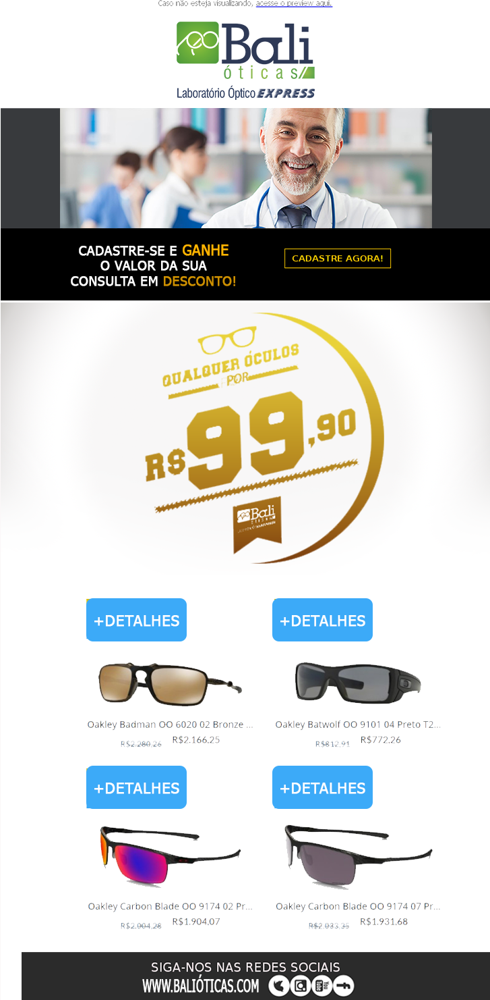 Caso não esteja visualizando, acesse o preview aqui.
Bali
óticas
Laboratório Óptico EXPRESS
CADASTRE-SE E GANHE
O VALOR DA SUA
CONSULTA EM DESCONTO!
CADASTRE AGORA!
QUALQUER ÓCULOS
POR
R$99,90
Bali
óticas
+DETALHES +DETALHES
Oakley Badman OO 6020 02 Bronze ... Oakley Batwolf OO 9101 04 Preto T2...
R$2.280,26 R$2.166,25 R$812,91 R$772,26
+DETALHES +DETALHES
Oakley Carbon Blade OO 9174 02 Pr... Oakley Carbon Blade OO 9174 07 Pr...
R$2.004,28 R$1.904,07 R$2.033,35 R$1.931,68
SIGA-NOS NAS REDES SOCIAIS
WWW.BALIÓTICAS.COM